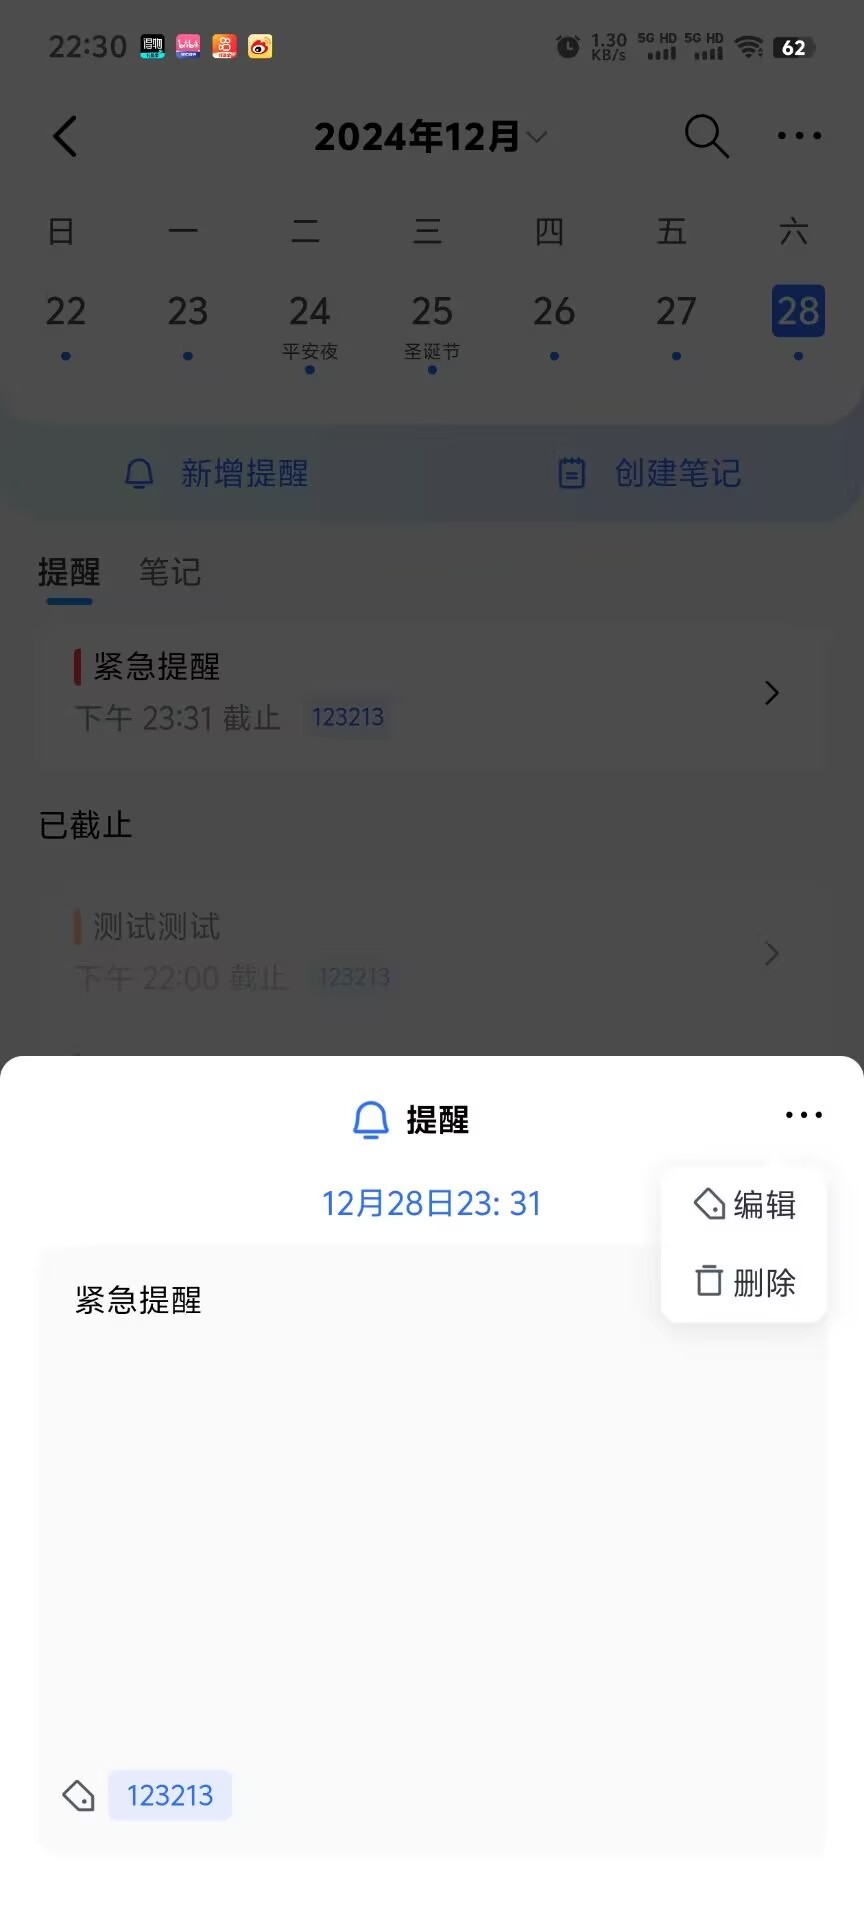 22:30
1.30
KB/s
5G HD
5G HD
62
2024年12月
日 一 二 三 四 五 六
22 23 24 25 26 27 28
平安夜 圣诞节
新增提醒 创建笔记
提醒 笔记
紧急提醒
下午 23:31 截止 123213
已截止
测试测试
下午 22:00 截止 123213
提醒
12月28日23: 31
编辑
删除
紧急提醒
123213